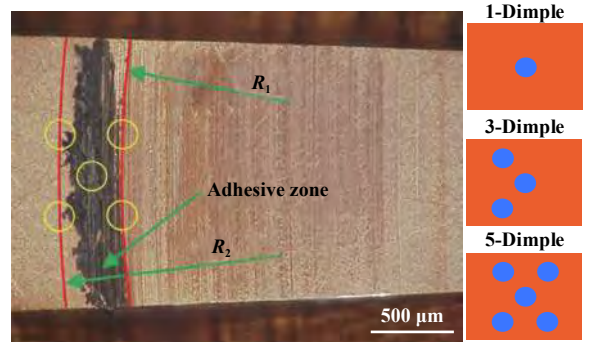 1-Dimple
R1
Adhesive zone
R2
500 μm
3-Dimple
5-Dimple